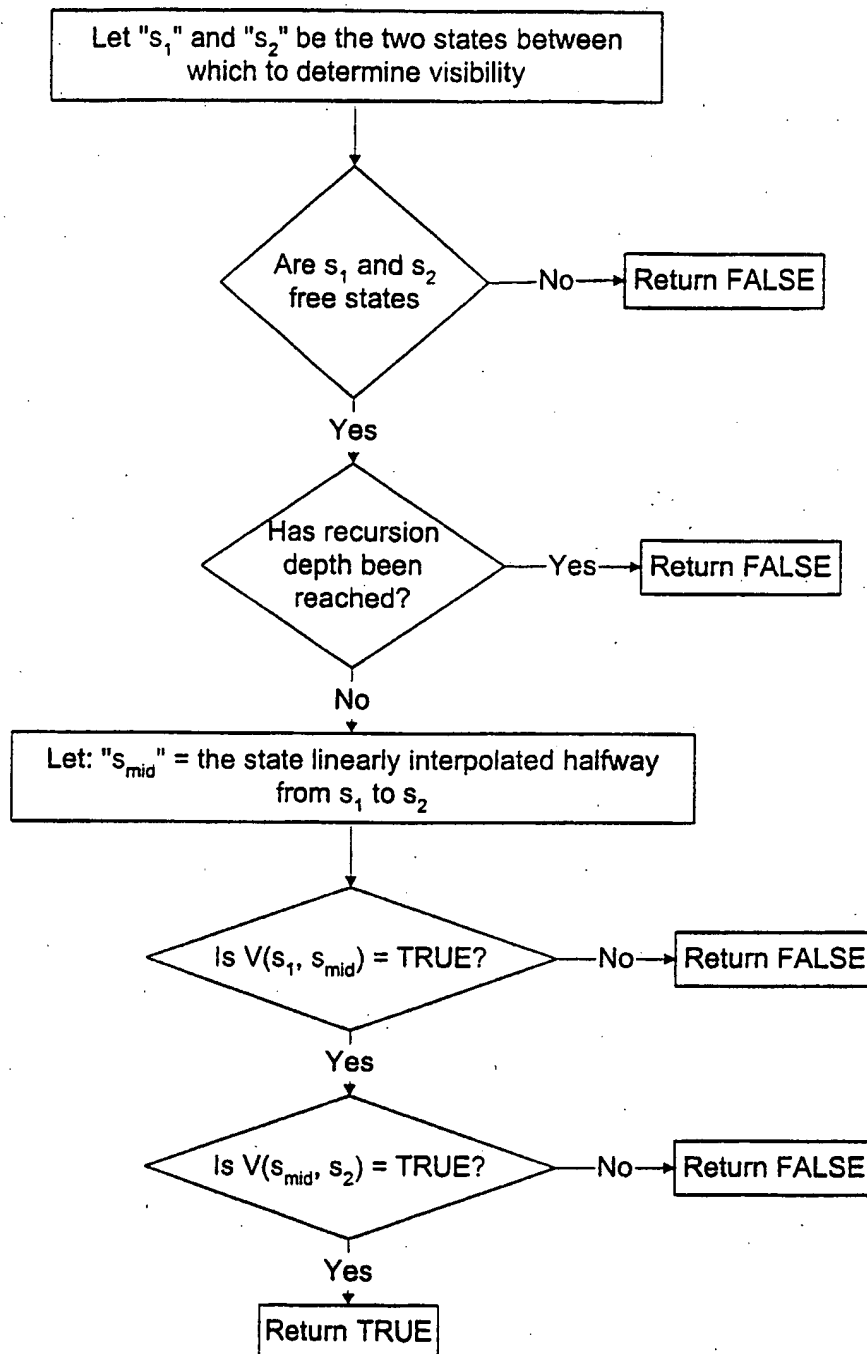 Let "s₁" and "s₂" be the two states between
which to determine visibility
Are s₁ and s₂
free states
No
Return FALSE
Yes
Has recursion
depth been
reached?
Yes
Return FALSE
No
Let: "s_mid" = the state linearly interpolated halfway
from s₁ to s₂
Is V(s₁, s_mid) = TRUE?
No
Return FALSE
Yes
Is V(s_mid, s₂) = TRUE?
No
Return FALSE
Yes
Return TRUE